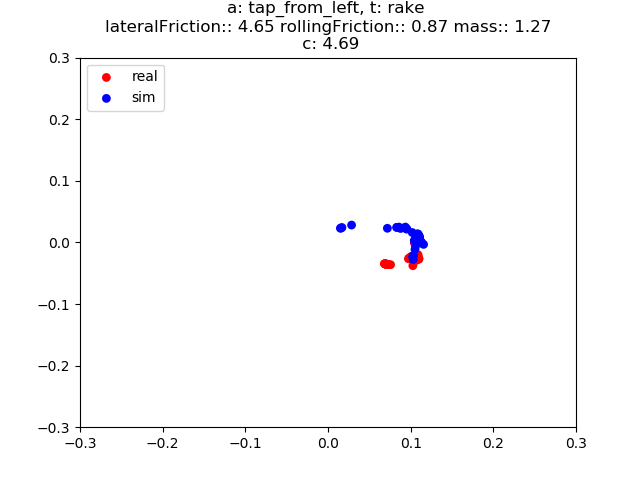 a: tap_from_left, t: rake
lateralFriction:: 4.65 rollingFriction:: 0.87 mass:: 1.27
c: 4.69
real
sim
0.3
0.2
0.1
0.0
−0.1
−0.2
−0.3
−0.3
−0.2
−0.1
0.0
0.1
0.2
0.3